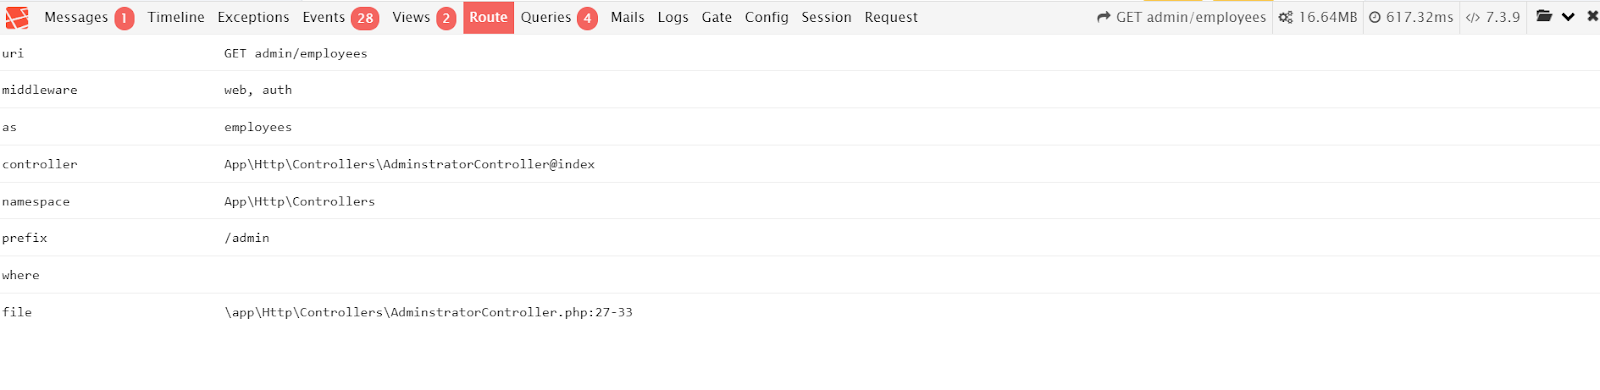 Messages 1 Timeline Exceptions Events 28 Views 2 Route Queries 4 Mails Logs Gate Config Session Request GET admin/employees 16.64MB 617.32ms 7.3.9
uri GET admin/employees
middleware web, auth
as employees
controller App\Http\Controllers\AdminstratorController@index
namespace App\Http\Controllers
prefix /admin
where
file \app\Http\Controllers\AdminstratorController.php:27-33